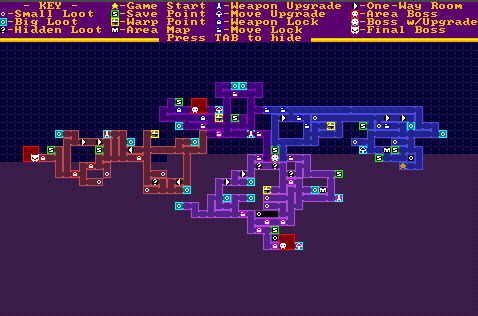 - KEY -
★-Game Start
-Weapon Upgrade
-One-Way Room
-Small Loot
S-Save Point
-Move Upgrade
-Area Boss
-Big Loot
-Warp Point
-Weapon Lock
-Boss w/Upgrade
?-Hidden Loot
M-Area Map
-Move Lock
-Final Boss
Press TAB to hide